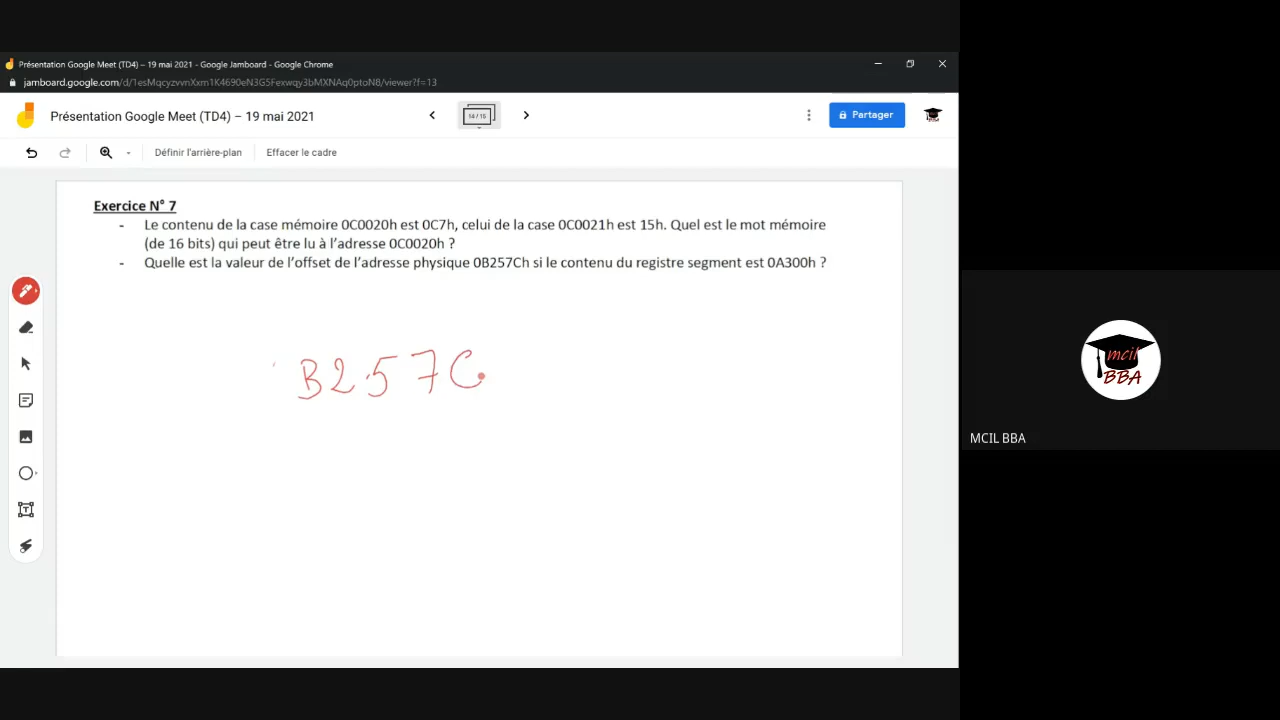 Présentation Google Meet (TD4) – 19 mai 2021 - Google Jamboard - Google Chrome
jamboard.google.com/d/1esMqcyzvvnXxm1K4690eN3G5Fexwqy3bMXNAq0ptoN8/viewer?f=13
Présentation Google Meet (TD4) – 19 mai 2021
14 / 15
Partager
Définir l'arrière-plan
Effacer le cadre
Exercice N° 7
- Le contenu de la case mémoire 0C0020h est 0C7h, celui de la case 0C0021h est 15h. Quel est le mot mémoire
(de 16 bits) qui peut être lu à l'adresse 0C0020h ?
- Quelle est la valeur de l'offset de l'adresse physique 0B257Ch si le contenu du registre segment est 0A300h ?
B257C
mcil
BBA
MCIL BBA